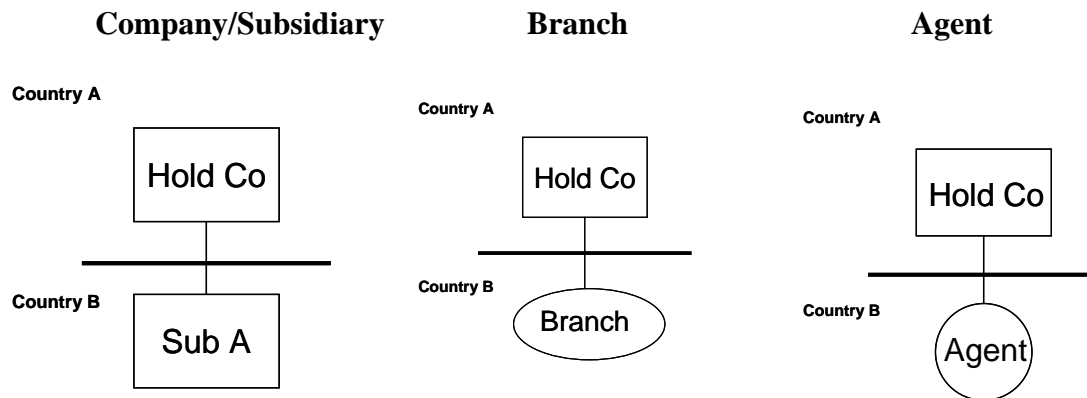 Company/Subsidiary
Country A
Hold Co
Country B
Sub A
Branch
Country A
Hold Co
Country B
Branch
Agent
Country A
Hold Co
Country B
Agent